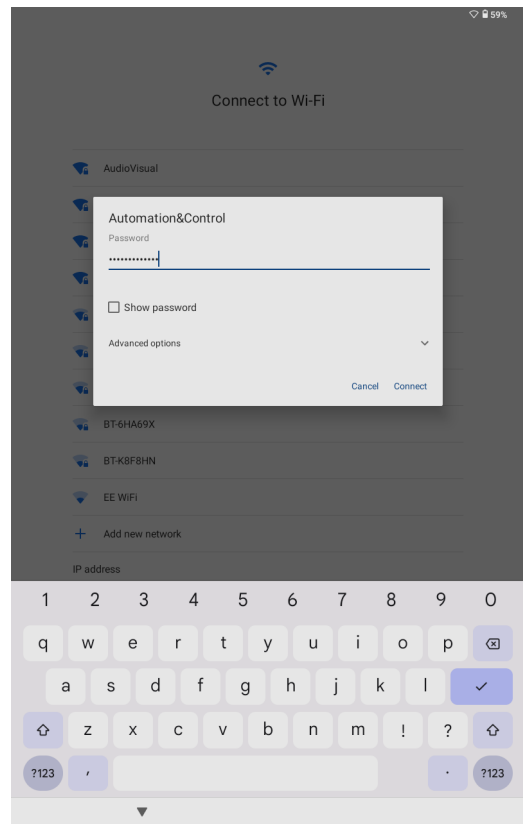 59%
Connect to Wi-Fi
AudioVisual
Automation&Control
Password
•••••••••••••
Show password
Advanced options
Cancel Connect
BT-6HA69X
BT-K8F8HN
EE WiFi
+ Add new network
IP address
1 2 3 4 5 6 7 8 9 0
q w e r t y u i o p
a s d f g h j k l
z x c v b n m ! ?
?123 , . ?123